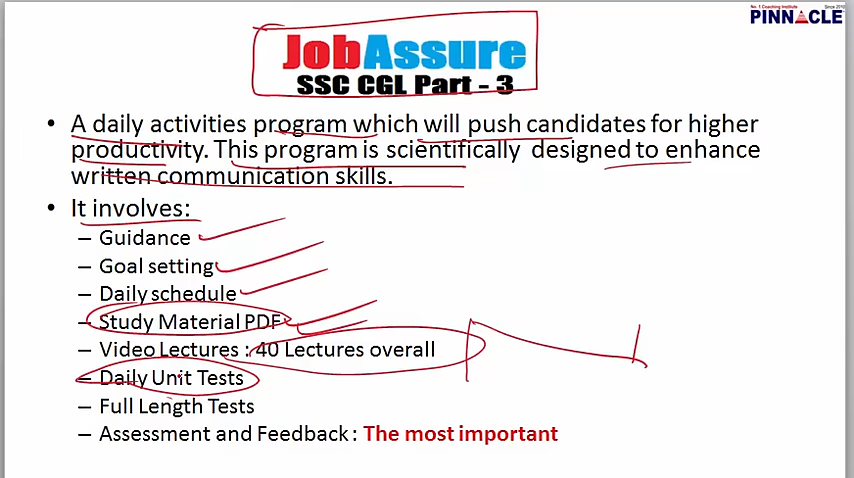 No. 1 Coaching Institute Since 2010
PINNACLE
JobAssure
SSC CGL Part - 3
• A daily activities program which will push candidates for higher
productivity. This program is scientifically designed to enhance
written communication skills.
• It involves:
– Guidance
– Goal setting
– Daily schedule
– Study Material PDF
– Video Lectures : 40 Lectures overall
– Daily Unit Tests
– Full Length Tests
– Assessment and Feedback : The most important